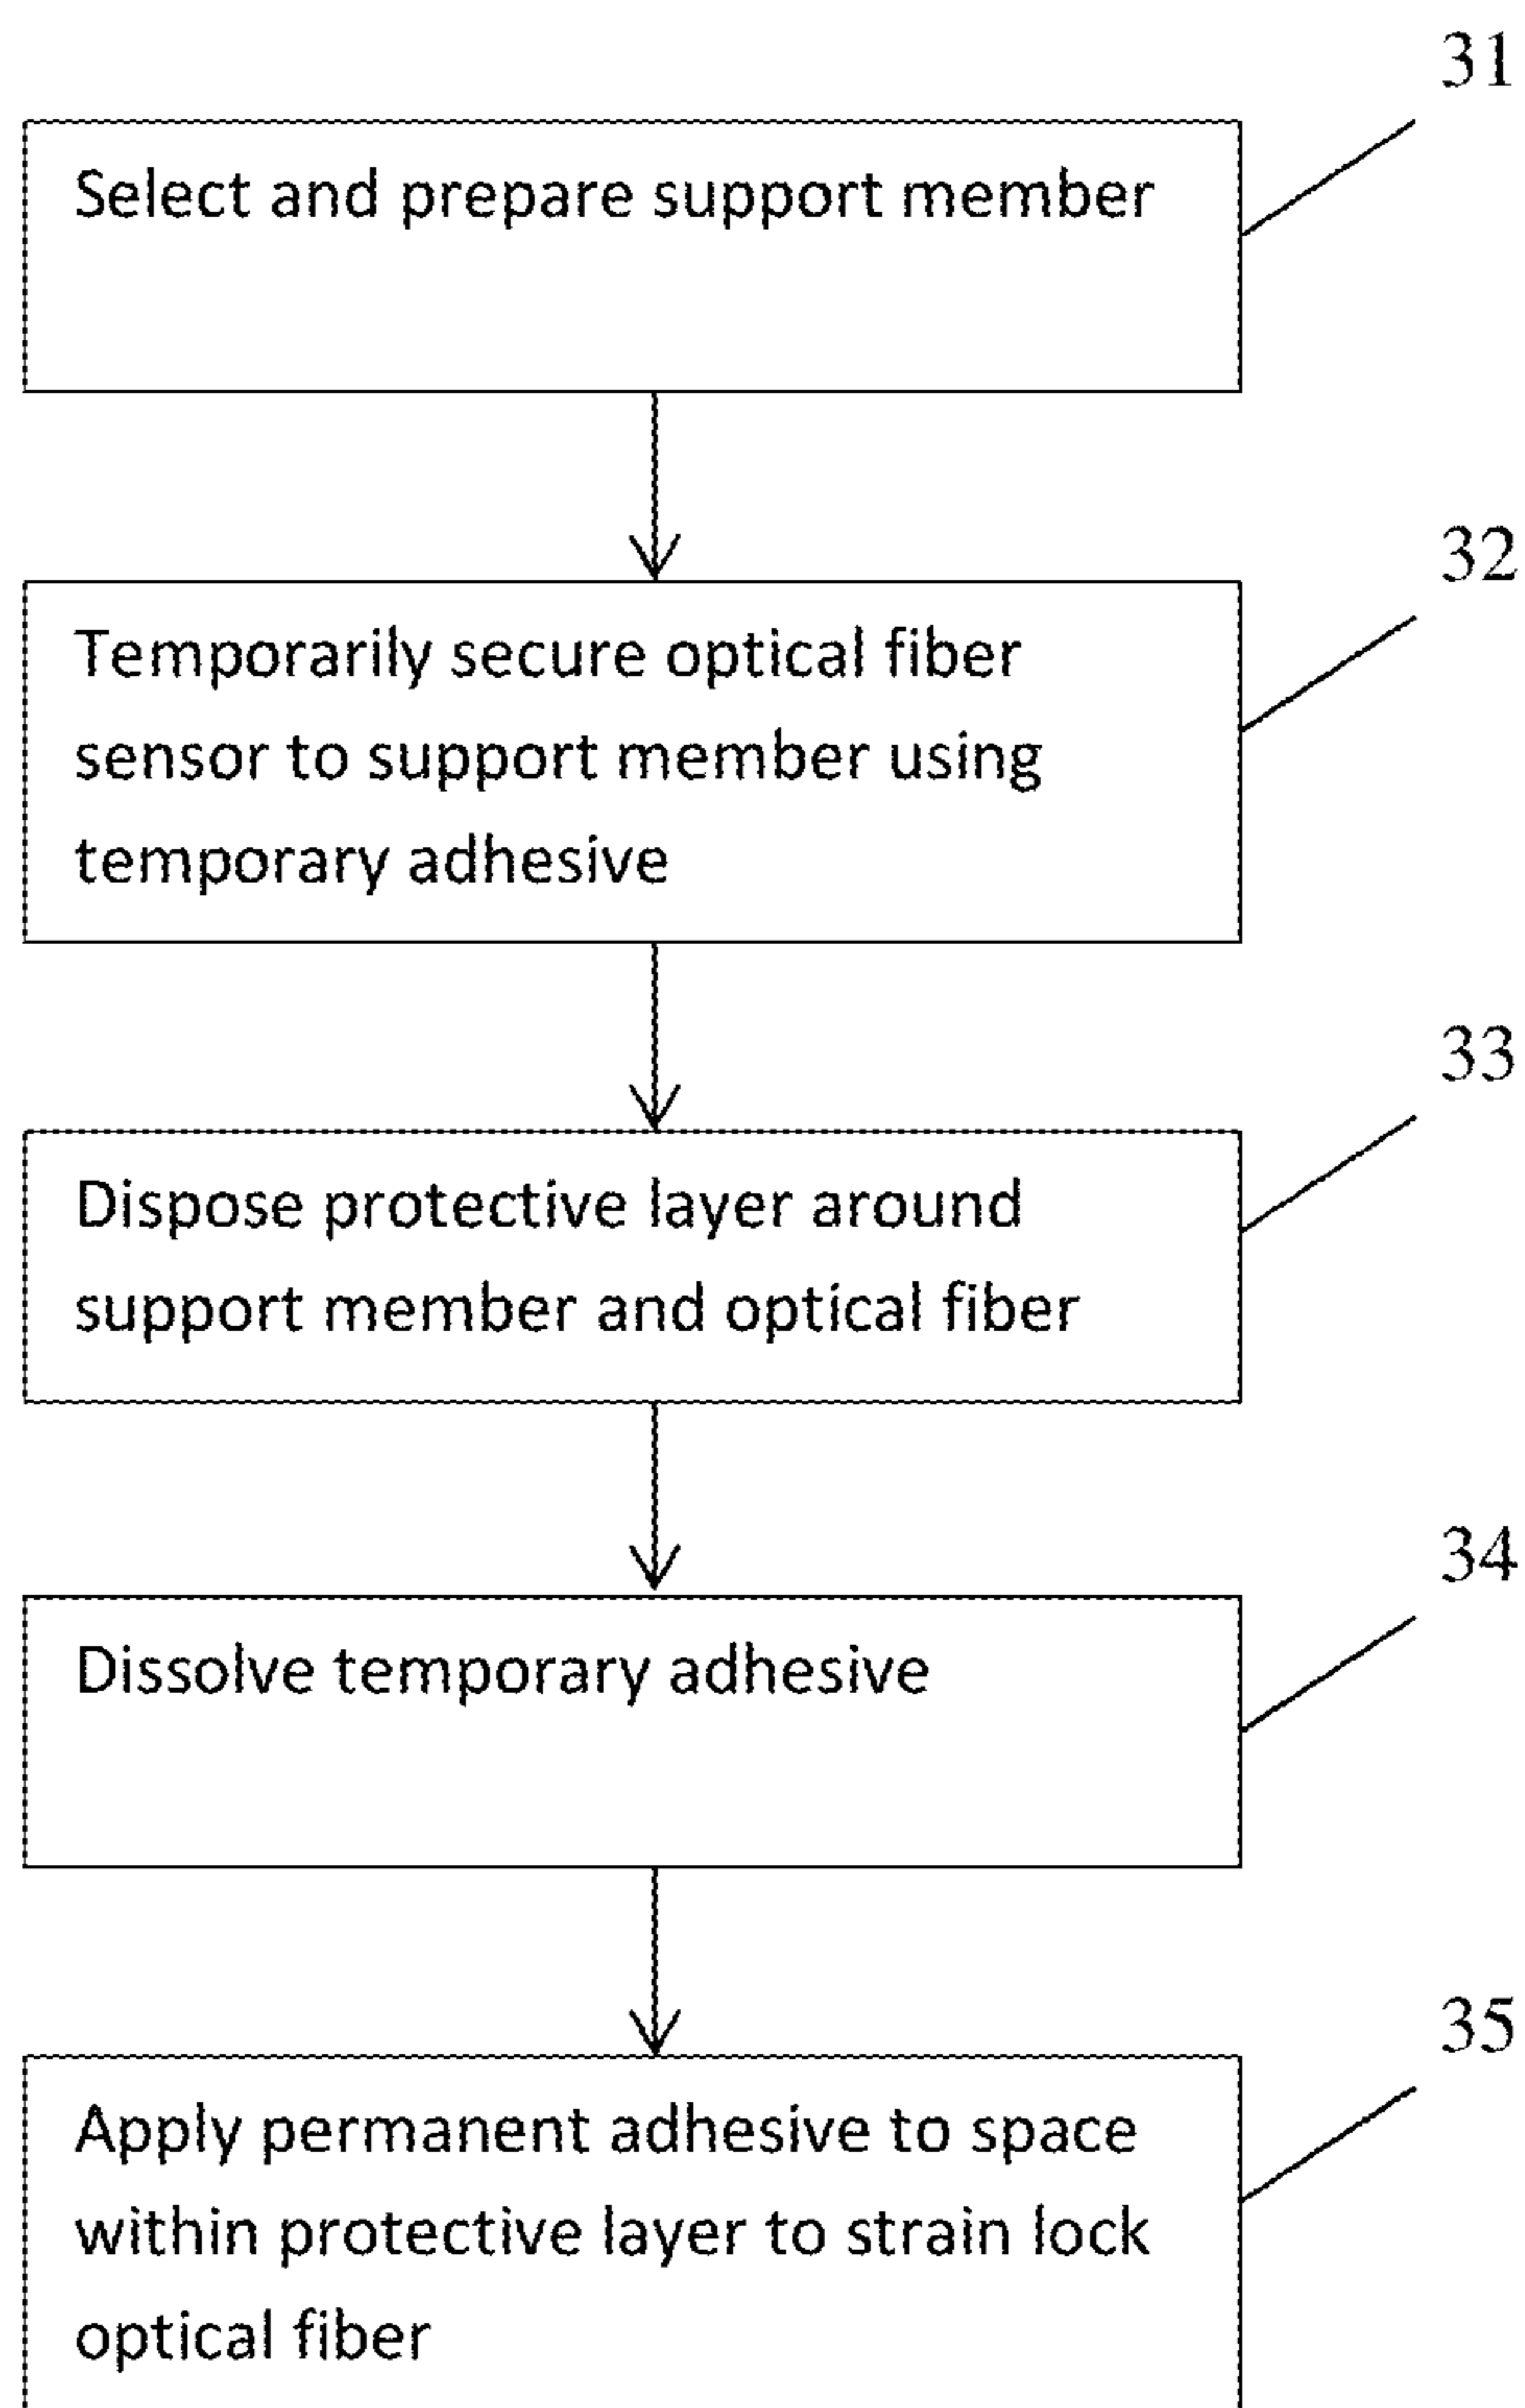 31
Select and prepare support member
32
Temporarily secure optical fiber
sensor to support member using
temporary adhesive
33
Dispose protective layer around
support member and optical fiber
34
Dissolve temporary adhesive
35
Apply permanent adhesive to space
within protective layer to strain lock
optical fiber